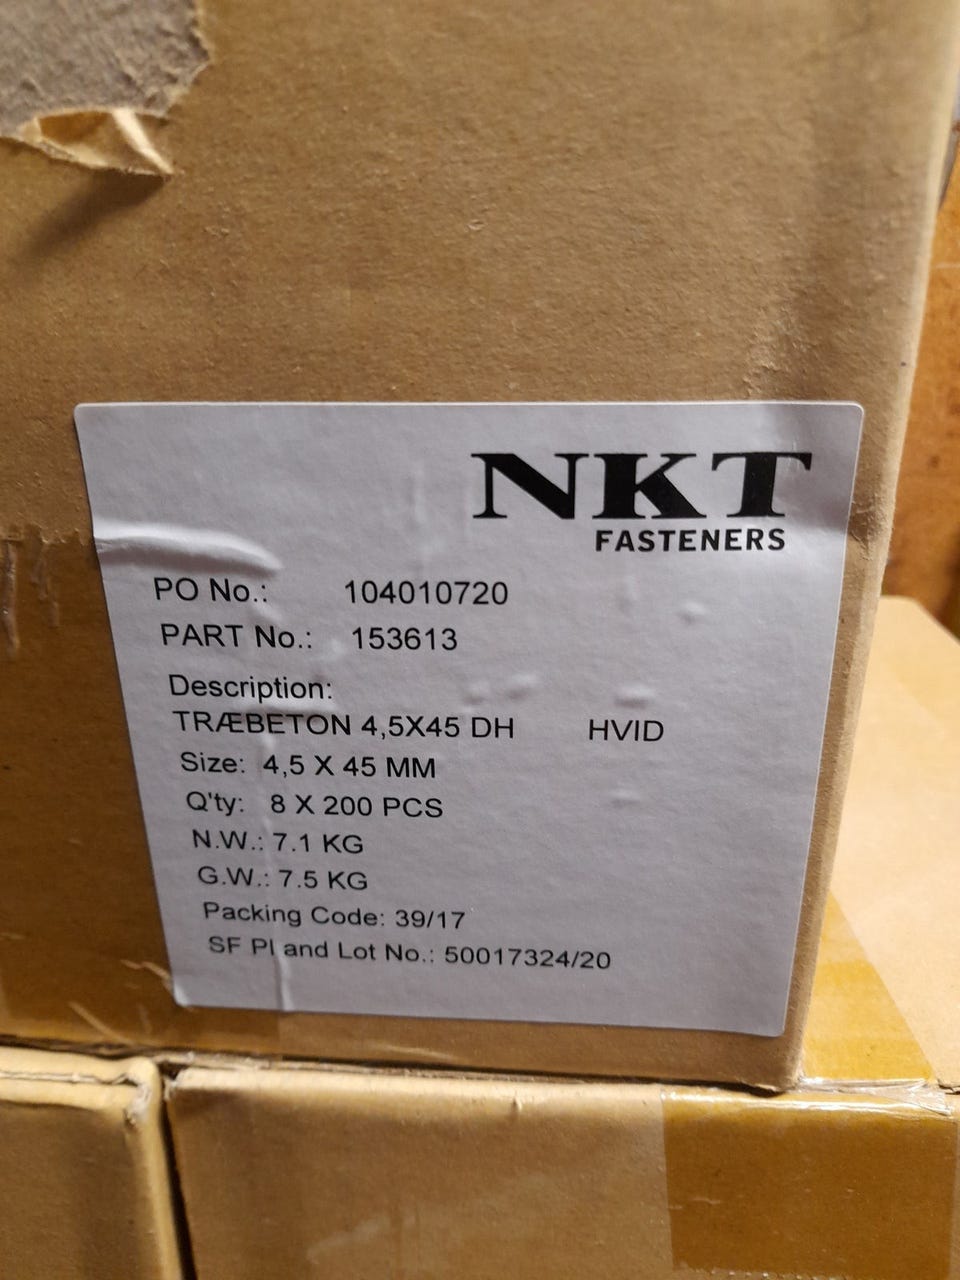 NKT
FASTENERS
PO No.: 104010720
PART No.: 153613
Description:
TRÆBETON 4,5X45 DH HVID
Size: 4,5 X 45 MM
Q'ty: 8 X 200 PCS
N.W.: 7.1 KG
G.W.: 7.5 KG
Packing Code: 39/17
SF PI and Lot No.: 50017324/20